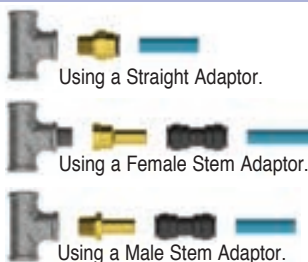 Using a Straight Adaptor.
Using a Female Stem Adaptor.
Using a Male Stem Adaptor.